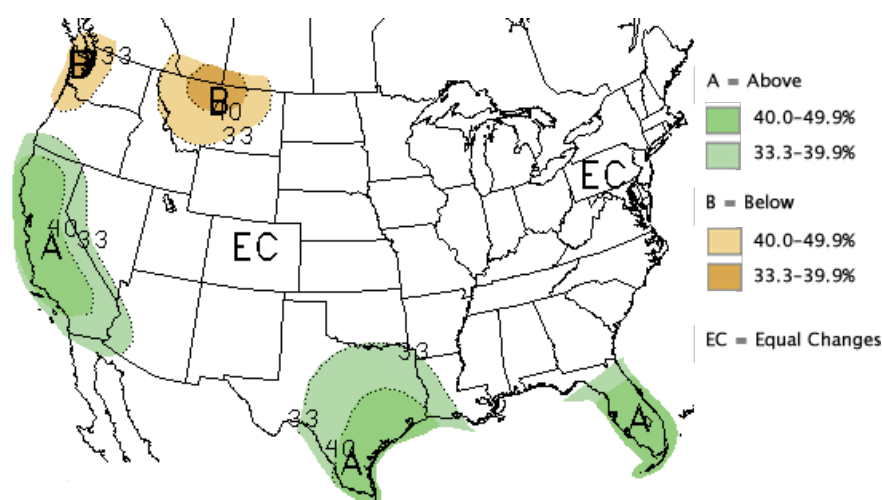 33
B
B
40
33
A
40
33
EC
EC
33
33
40
A
A
A = Above
40.0-49.9%
33.3-39.9%
B = Below
40.0-49.9%
33.3-39.9%
EC = Equal Changes